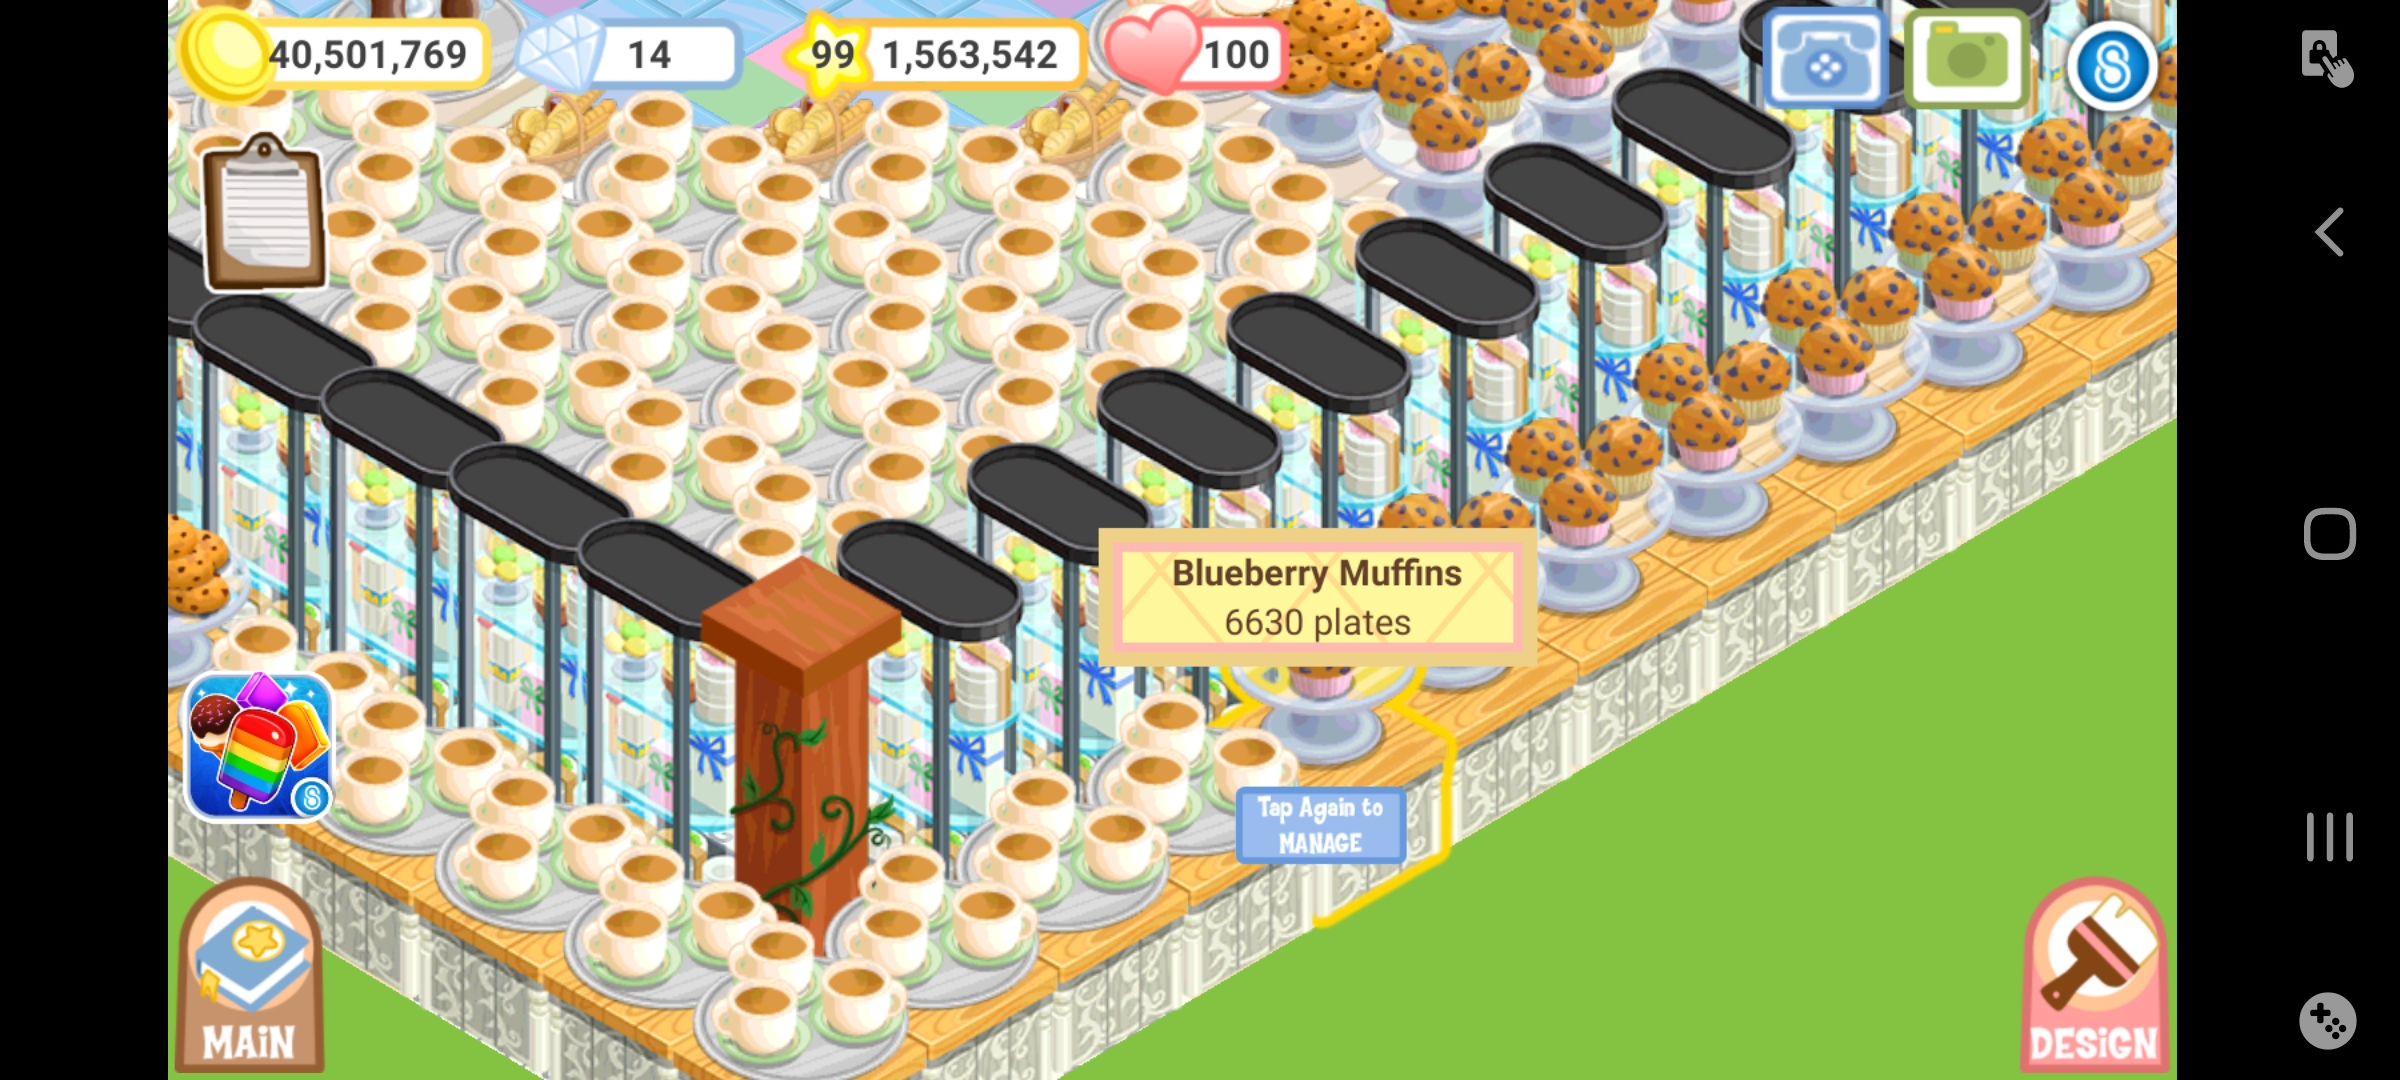 40,501,769
14
99
1,563,542
100
Blueberry Muffins
6630 plates
Tap Again to
MANAGE
MAiN
DESiGN